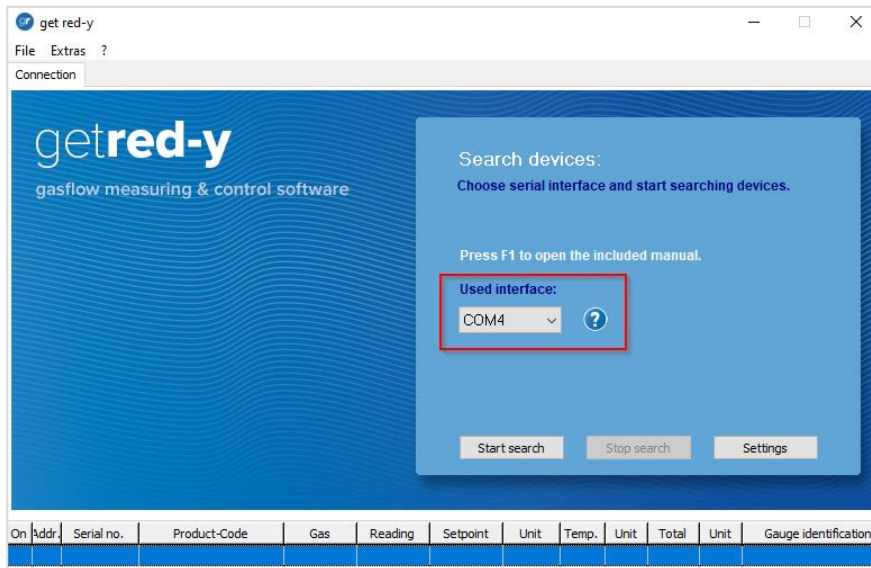 gr get red-y
File Extras ?
Connection
getred-y
gasflow measuring & control software
Search devices:
Choose serial interface and start searching devices.
Press F1 to open the included manual.
Used interface:
COM4 ?
Start search Stop search Settings
On Addr. Serial no. Product-Code Gas Reading Setpoint Unit Temp. Unit Total Unit Gauge identification